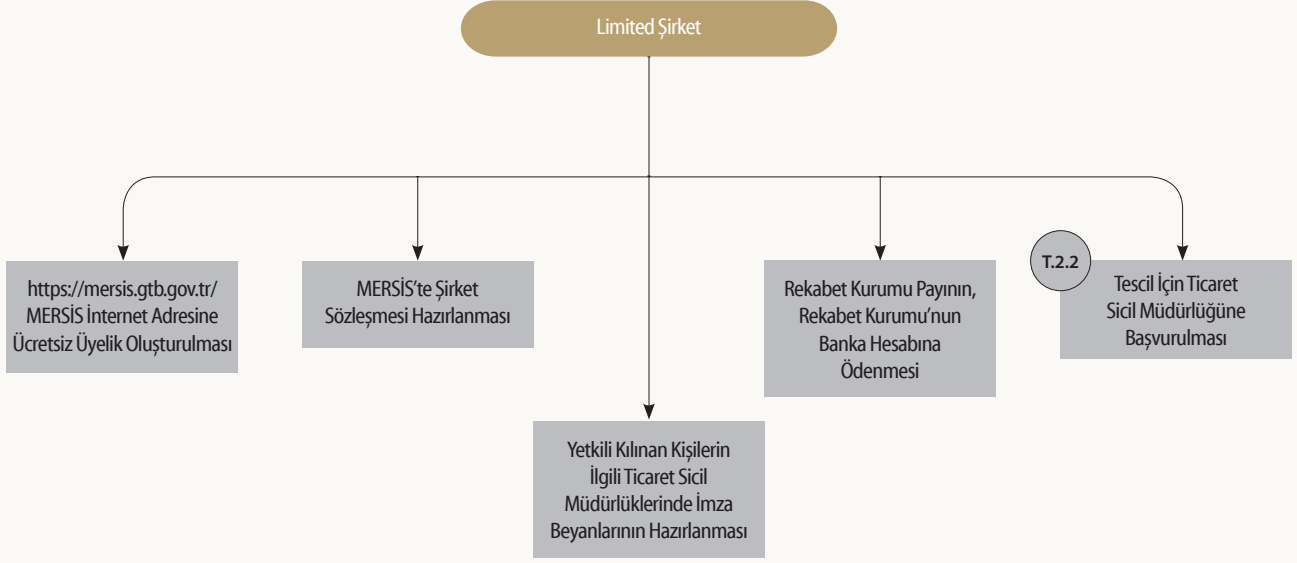 Limited Şirket
https://mersis.gtb.gov.tr/
MERSİS İnternet Adresine
Ücretsiz Üyelik Oluşturulması
MERSİS’te Şirket
Sözleşmesi Hazırlanması
Yetkili Kılınan Kişilerin
İlgili Ticaret Sicil
Müdürlüklerinde İmza
Beyanlarının Hazırlanması
Rekabet Kurumu Payının,
Rekabet Kurumu’nun
Banka Hesabına
Ödenmesi
T.2.2
Tescil İçin Ticaret
Sicil Müdürlüğüne
Başvurulması